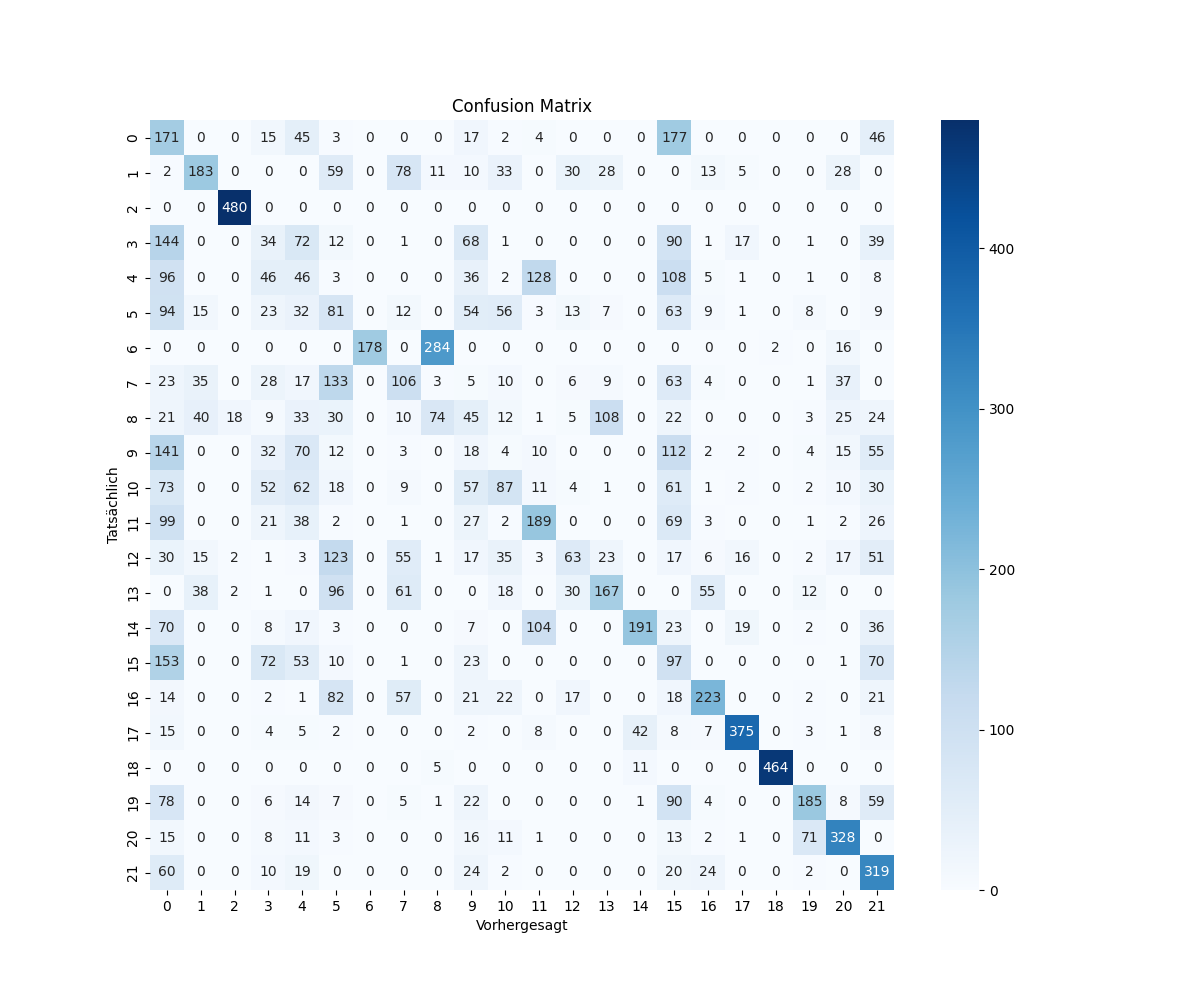 Confusion Matrix
0 171 0 0 15 45 3 0 0 0 17 2 4 0 0 0 177 0 0 0 0 0 46
1 2 183 0 0 0 59 0 78 11 10 33 0 30 28 0 0 13 5 0 0 28 0
2 0 0 480 0 0 0 0 0 0 0 0 0 0 0 0 0 0 0 0 0 0 0
3 144 0 0 34 72 12 0 1 0 68 1 0 0 0 0 90 1 17 0 1 0 39
4 96 0 0 46 46 3 0 0 0 36 2 128 0 0 0 108 5 1 0 1 0 8
5 94 15 0 23 32 81 0 12 0 54 56 3 13 7 0 63 9 1 0 8 0 9
6 0 0 0 0 0 0 178 0 284 0 0 0 0 0 0 0 0 0 2 0 16 0
7 23 35 0 28 17 133 0 106 3 5 10 0 6 9 0 63 4 0 0 1 37 0
8 21 40 18 9 33 30 0 10 74 45 12 1 5 108 0 22 0 0 0 3 25 24
9 141 0 0 32 70 12 0 3 0 18 4 10 0 0 0 112 2 2 0 4 15 55
10 73 0 0 52 62 18 0 9 0 57 87 11 4 1 0 61 1 2 0 2 10 30
11 99 0 0 21 38 2 0 1 0 27 2 189 0 0 0 69 3 0 0 1 2 26
12 30 15 2 1 3 123 0 55 1 17 35 3 63 23 0 17 6 16 0 2 17 51
13 0 38 2 1 0 96 0 61 0 0 18 0 30 167 0 0 55 0 0 12 0 0
14 70 0 0 8 17 3 0 0 0 7 0 104 0 0 191 23 0 19 0 2 0 36
15 153 0 0 72 53 10 0 1 0 23 0 0 0 0 0 97 0 0 0 0 1 70
16 14 0 0 2 1 82 0 57 0 21 22 0 17 0 0 18 223 0 0 2 0 21
17 15 0 0 4 5 2 0 0 0 2 0 8 0 0 42 8 7 375 0 3 1 8
18 0 0 0 0 0 0 0 0 5 0 0 0 0 0 11 0 0 0 464 0 0 0
19 78 0 0 6 14 7 0 5 1 22 0 0 0 0 1 90 4 0 0 185 8 59
20 15 0 0 8 11 3 0 0 0 16 11 1 0 0 0 13 2 1 0 71 328 0
21 60 0 0 10 19 0 0 0 0 24 2 0 0 0 0 20 24 0 0 2 0 319
0 1 2 3 4 5 6 7 8 9 10 11 12 13 14 15 16 17 18 19 20 21
Vorhergesagt
Tatsächlich
400
300
200
100
0